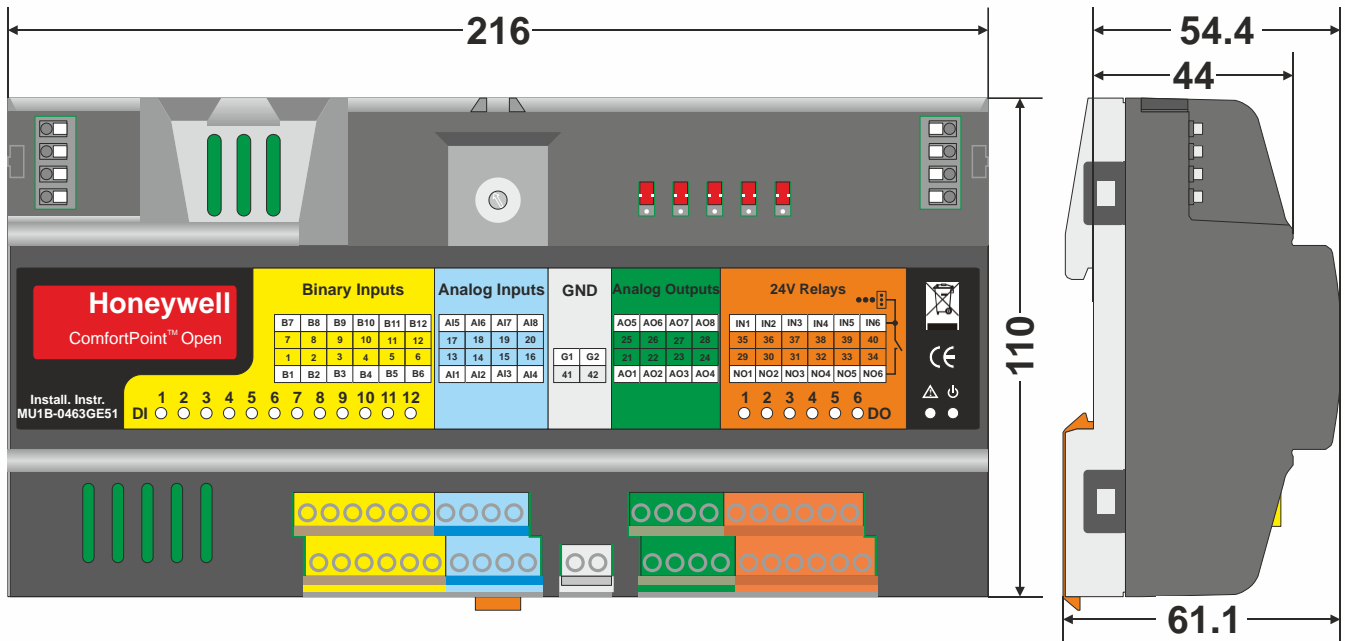 216
54.4
44
110
61.1
Honeywell
ComfortPoint™ Open
Install. Instr.
MU1B-0463GE51
Binary Inputs
B7 B8 B9 B10 B11 B12
7 8 9 10 11 12
1 2 3 4 5 6
B1 B2 B3 B4 B5 B6
DI 1 2 3 4 5 6 7 8 9 10 11 12
Analog Inputs
AI5 AI6 AI7 AI8
17 18 19 20
13 14 15 16
AI1 AI2 AI3 AI4
GND
G1 G2
41 42
Analog Outputs
AO5 AO6 AO7 AO8
25 26 27 28
21 22 23 24
AO1 AO2 AO3 AO4
24V Relays
IN1 IN2 IN3 IN4 IN5 IN6
35 36 37 38 39 40
29 30 31 32 33 34
NO1 NO2 NO3 NO4 NO5 NO6
1 2 3 4 5 6 DO
CE